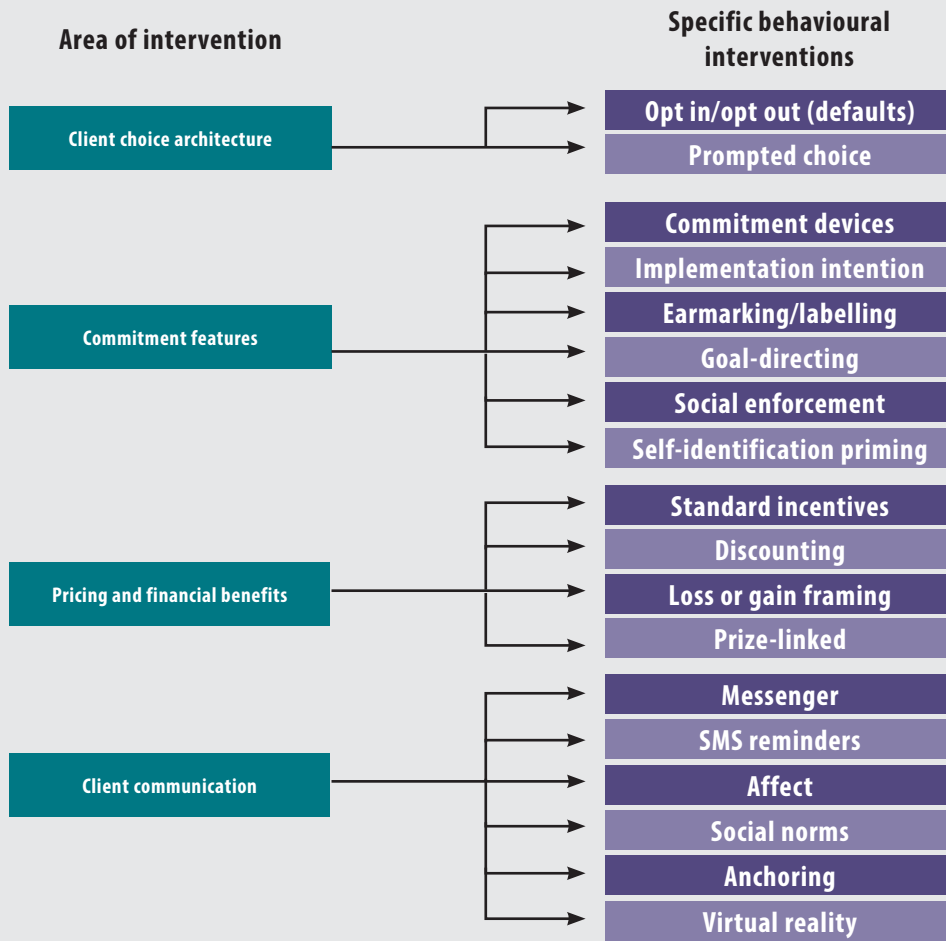 Area of intervention
Specific behavioural
interventions
Client choice architecture
Opt in/opt out (defaults)
Prompted choice
Commitment features
Commitment devices
Implementation intention
Earmarking/labelling
Goal-directing
Social enforcement
Self-identification priming
Pricing and financial benefits
Standard incentives
Discounting
Loss or gain framing
Prize-linked
Client communication
Messenger
SMS reminders
Affect
Social norms
Anchoring
Virtual reality